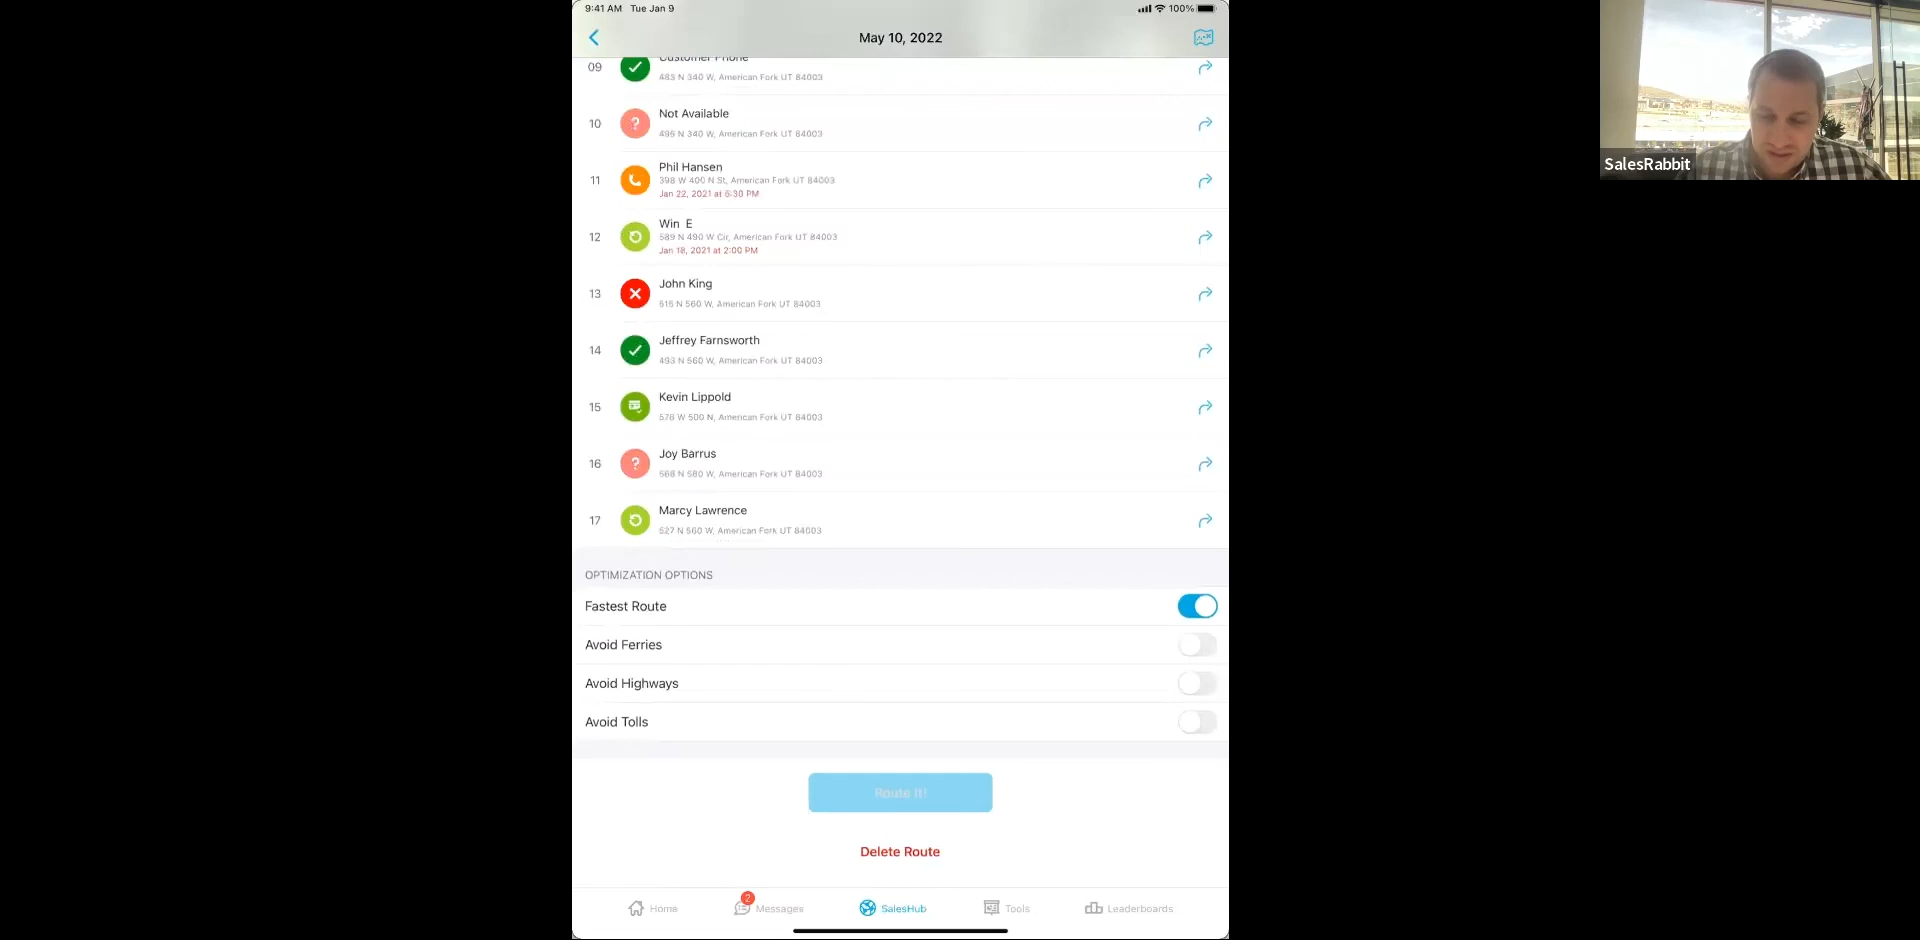 9:41 AM Tue Jan 9
100%
May 10, 2022
SalesRabbit
09
Customer Phone
483 N 340 W, American Fork UT 84003
10
Not Available
495 N 340 W, American Fork UT 84003
11
Phil Hansen
398 W 400 N St, American Fork UT 84003
Jan 22, 2021 at 6:30 PM
12
Win E
589 N 490 W Cir, American Fork UT 84003
Jan 18, 2021 at 2:00 PM
13
John King
515 N 560 W, American Fork UT 84003
14
Jeffrey Farnsworth
493 N 560 W, American Fork UT 84003
15
Kevin Lippold
576 W 500 N, American Fork UT 84003
16
Joy Barrus
568 N 580 W, American Fork UT 84003
17
Marcy Lawrence
527 N 560 W, American Fork UT 84003
OPTIMIZATION OPTIONS
Fastest Route
Avoid Ferries
Avoid Highways
Avoid Tolls
Route It!
Delete Route
Home
2
Messages
SalesHub
Tools
Leaderboards